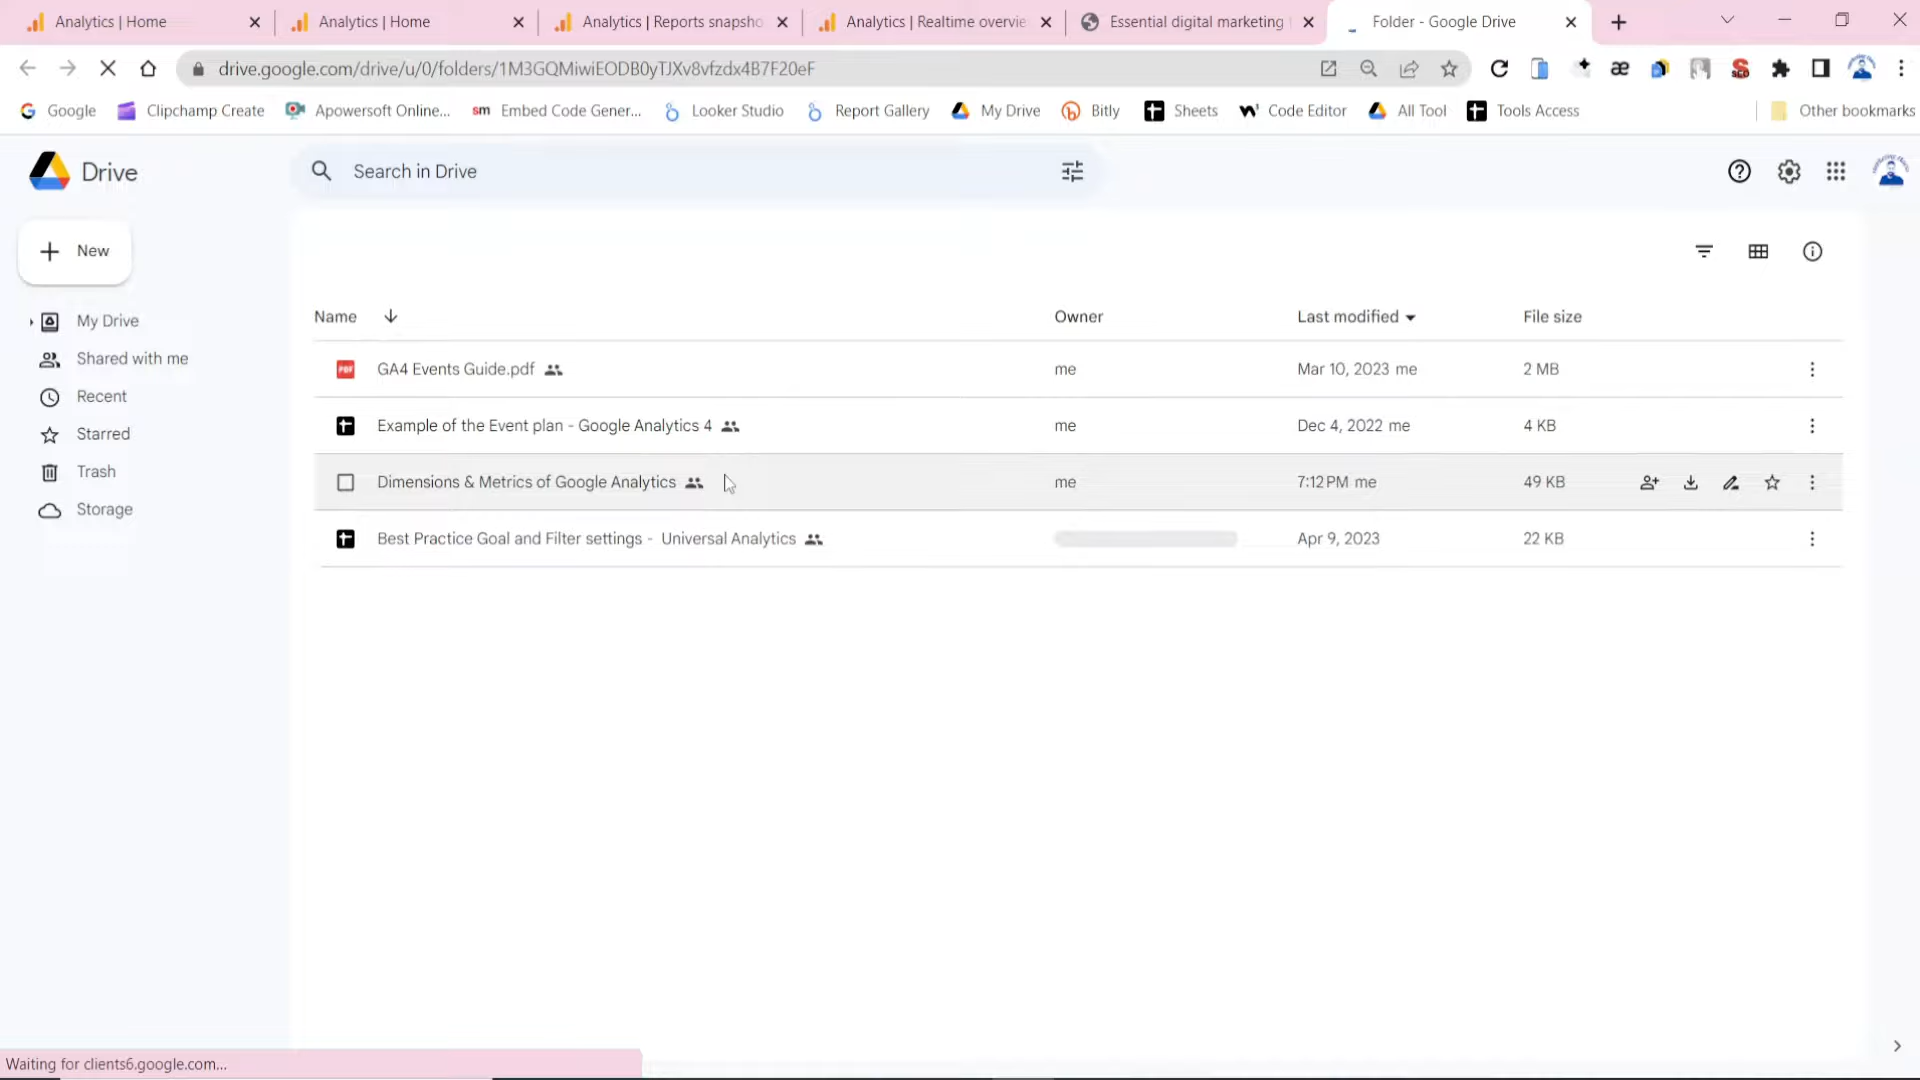 Analytics | Home
Analytics | Home
Analytics | Reports snapsho
Analytics | Realtime overvie
Essential digital marketing
Folder - Google Drive
drive.google.com/drive/u/0/folders/1M3GQMiwiEODB0yTJXv8vfzdx4B7F20eF
Google
Clipchamp Create
Apowersoft Online...
sm Embed Code Gener...
Looker Studio
Report Gallery
My Drive
Bitly
Sheets
Code Editor
All Tool
Tools Access
Other bookmarks
Drive
Search in Drive
New
My Drive
Shared with me
Recent
Starred
Trash
Storage
Name Owner Last modified File size
GA4 Events Guide.pdf me Mar 10, 2023 me 2 MB
Example of the Event plan - Google Analytics 4 me Dec 4, 2022 me 4 KB
Dimensions & Metrics of Google Analytics me 7:12 PM me 49 KB
Best Practice Goal and Filter settings - Universal Analytics Apr 9, 2023 22 KB
Waiting for clients6.google.com...